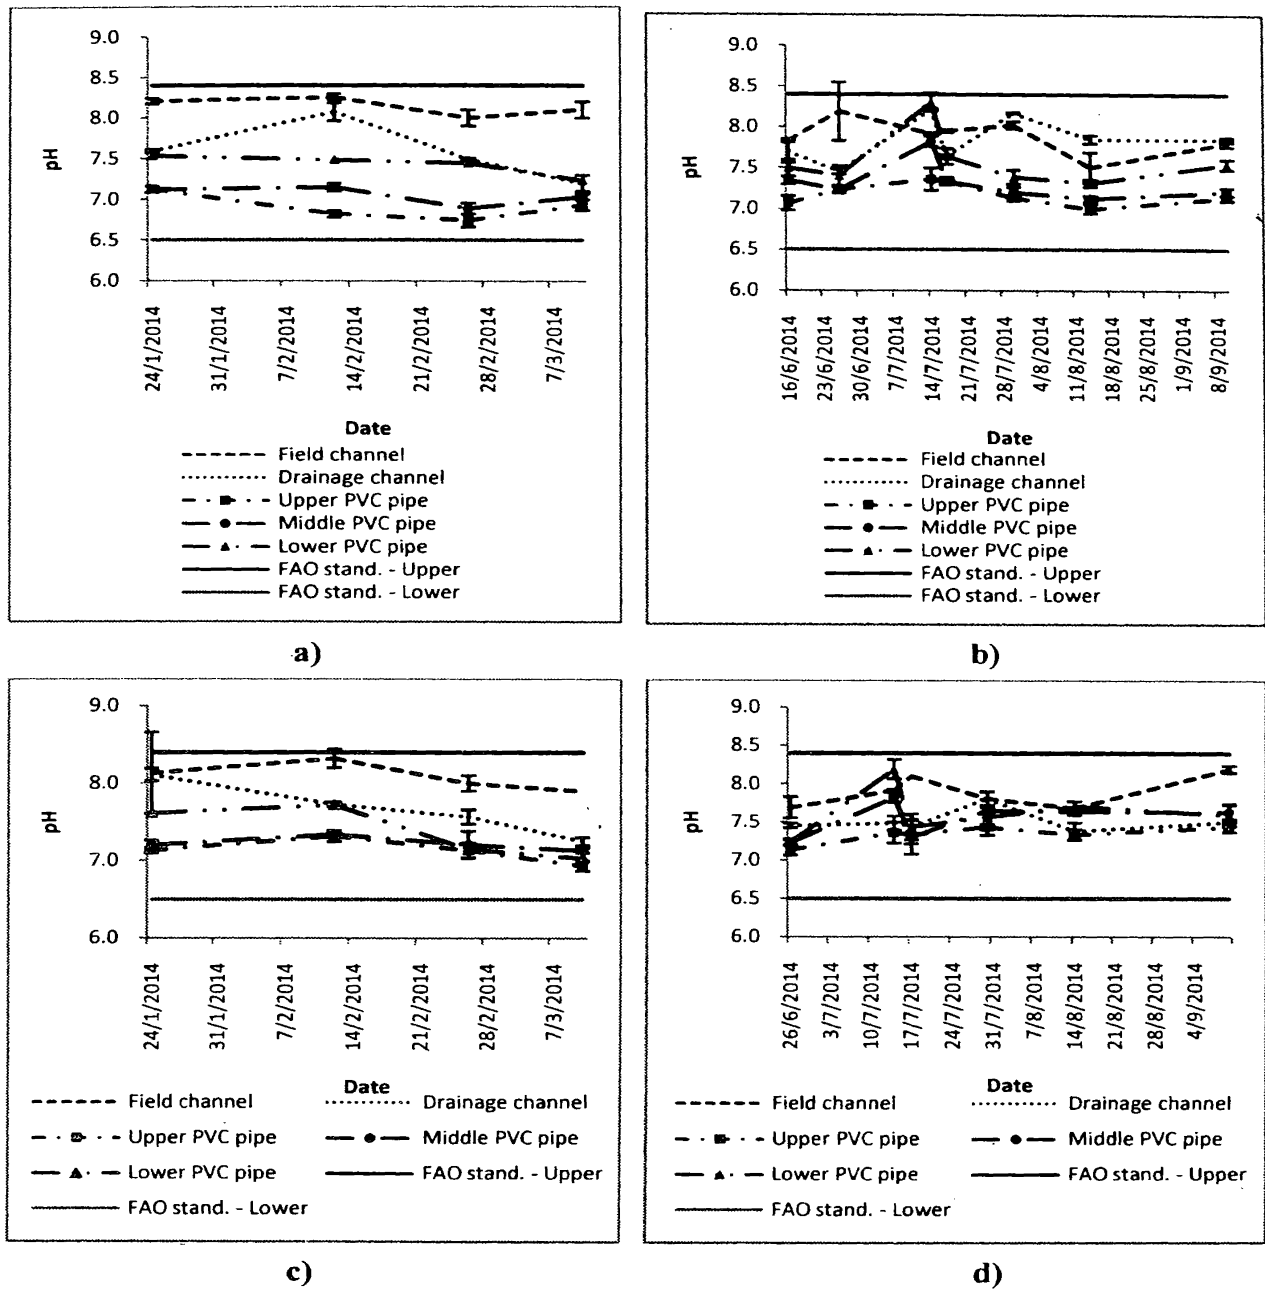 9.0
8.5
8.0
7.5
7.0
6.5
6.0
pH
24/1/2014
31/1/2014
7/2/2014
14/2/2014
21/2/2014
28/2/2014
7/3/2014
Date
Field channel
Drainage channel
Upper PVC pipe
Middle PVC pipe
Lower PVC pipe
FAO stand. - Upper
FAO stand. - Lower
a)
9.0
8.5
8.0
7.5
7.0
6.5
6.0
pH
16/6/2014
23/6/2014
30/6/2014
7/7/2014
14/7/2014
21/7/2014
28/7/2014
4/8/2014
11/8/2014
18/8/2014
25/8/2014
1/9/2014
8/9/2014
Date
Field channel
Drainage channel
Upper PVC pipe
Middle PVC pipe
Lower PVC pipe
FAO stand. - Upper
FAO stand. - Lower
b)
9.0
8.0
7.0
6.0
pH
24/1/2014
31/1/2014
7/2/2014
14/2/2014
21/2/2014
28/2/2014
7/3/2014
Date
Field channel
Drainage channel
Upper PVC pipe
Middle PVC pipe
Lower PVC pipe
FAO stand. - Upper
FAO stand. - Lower
c)
9.0
8.5
8.0
7.5
7.0
6.5
6.0
pH
26/6/2014
3/7/2014
10/7/2014
17/7/2014
24/7/2014
31/7/2014
7/8/2014
14/8/2014
21/8/2014
28/8/2014
4/9/2014
Date
Field channel
Drainage channel
Upper PVC pipe
Middle PVC pipe
Lower PVC pipe
FAO stand. - Upper
FAO stand. - Lower
d)